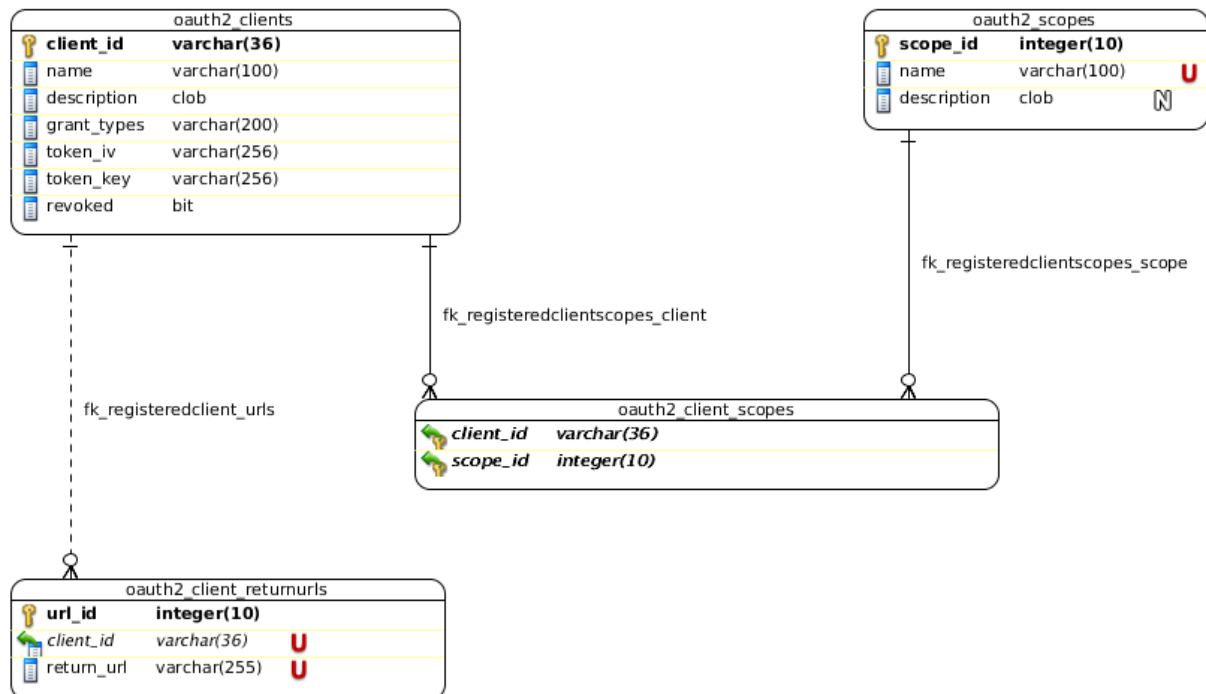 oauth2_clients
client_id varchar(36)
name varchar(100)
description clob
grant_types varchar(200)
token_iv varchar(256)
token_key varchar(256)
revoked bit
oauth2_scopes
scope_id integer(10)
name varchar(100) U
description clob N
fk_registeredclientscopes_scope
fk_registeredclientscopes_client
fk_registeredclient_urls
oauth2_client_scopes
client_id varchar(36)
scope_id integer(10)
oauth2_client_returnurls
url_id integer(10)
client_id varchar(36) U
return_url varchar(255) U